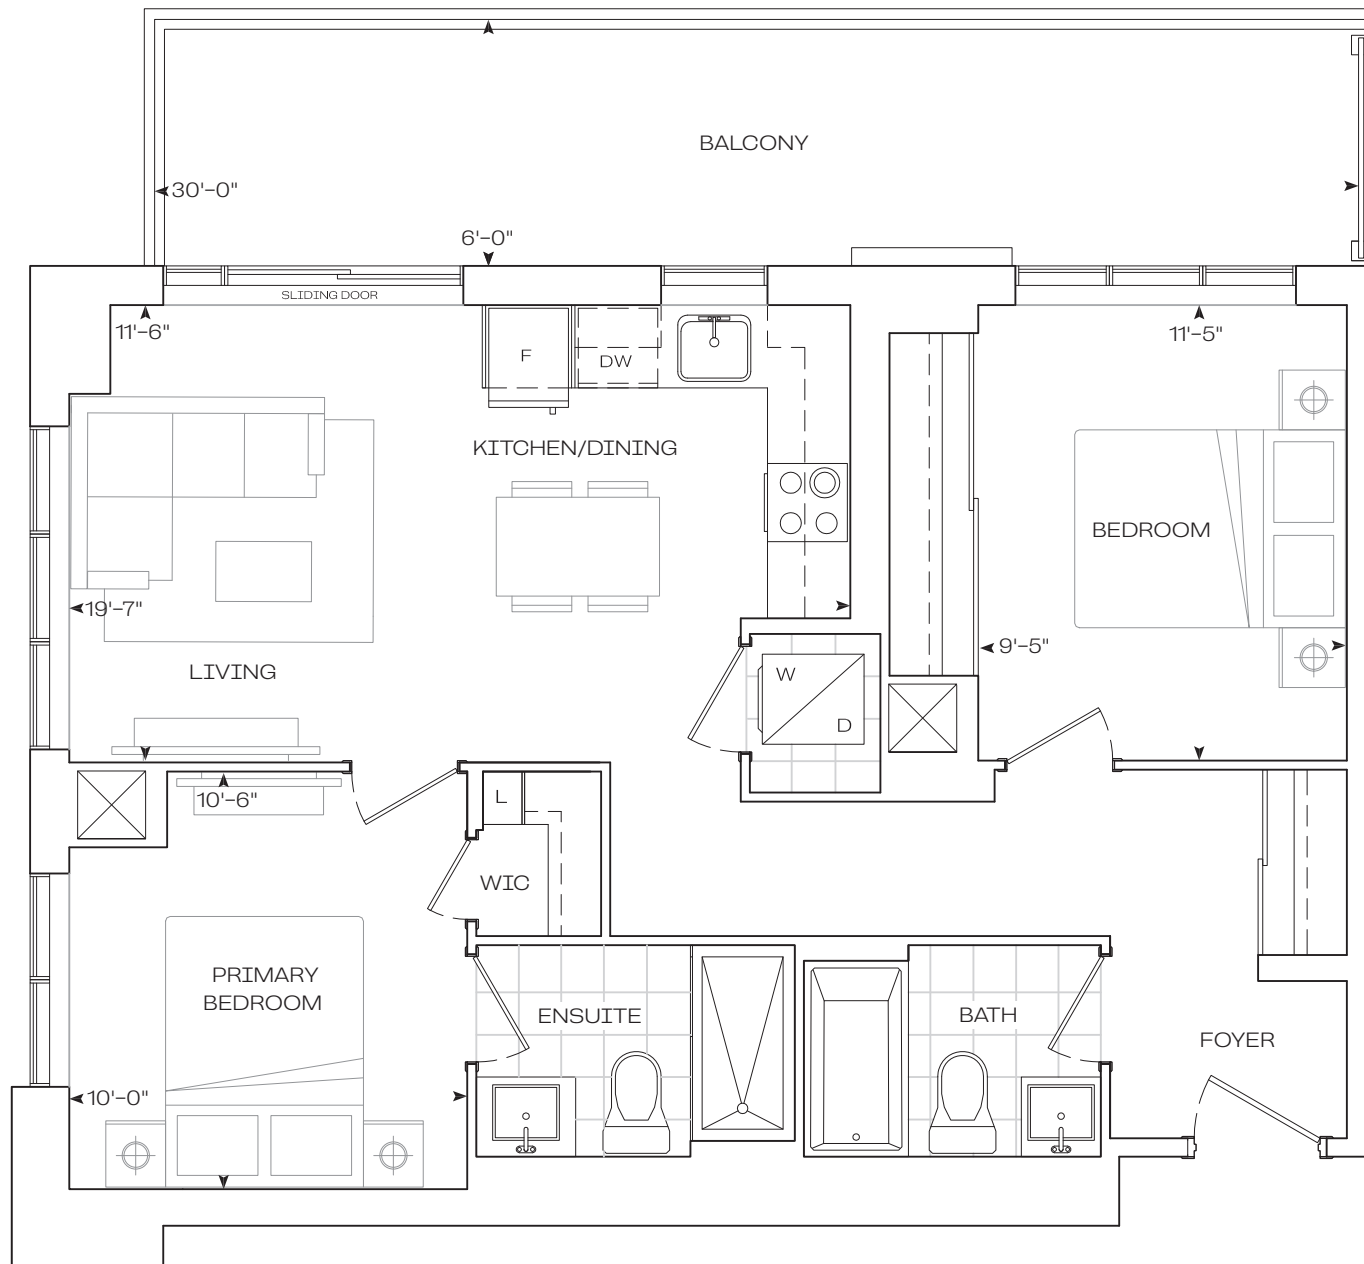 BALCONY
30'-0"
6'-0"
SLIDING DOOR
11'-6"
11'-5"
F
DW
KITCHEN/DINING
BEDROOM
19'-7"
9'-5"
LIVING
W
D
10'-6"
L
WIC
PRIMARY
BEDROOM
ENSUITE
BATH
FOYER
10'-0"